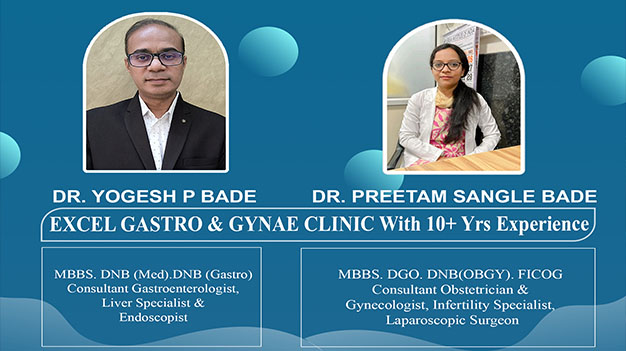 DR. YOGESH P BADE
DR. PREETAM SANGLE BADE
EXCEL GASTRO & GYNAE CLINIC With 10+ Yrs Experience
MBBS. DNB (Med).DNB (Gastro)
Consultant Gastroenterologist,
Liver Specialist &
Endoscopist
MBBS. DGO. DNB(OBGY). FICOG
Consultant Obstetrician &
Gynecologist, Infertility Specialist,
Laparoscopic Surgeon